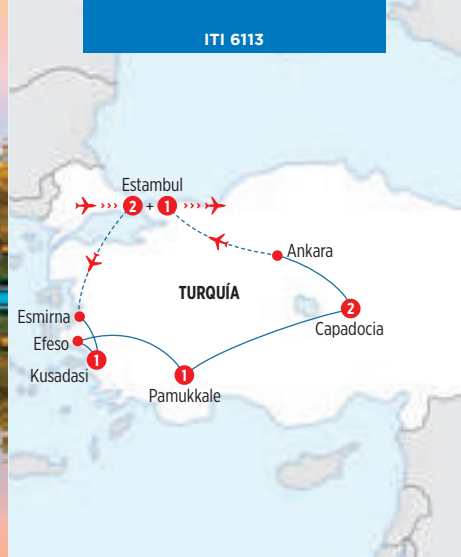 ITI 6113
Estambul
2 + 1
Ankara
TURQUÍA
2
Capadocia
Esmirna
Efeso
1
Kusadasi
1
Pamukkale